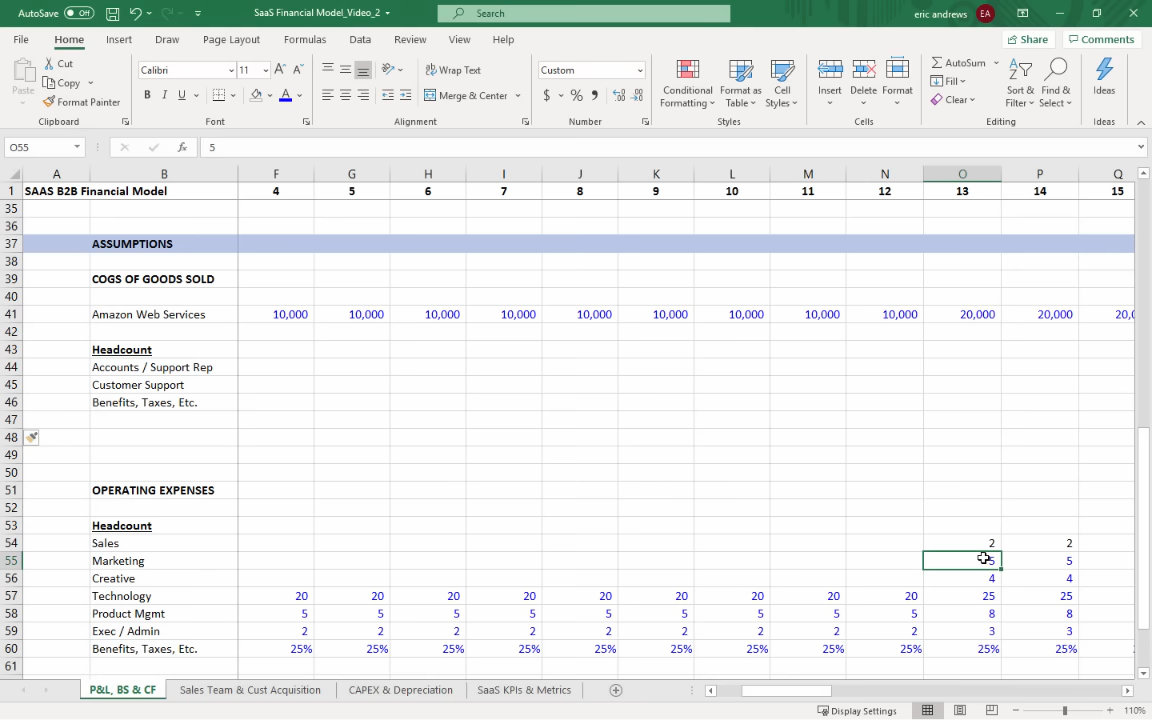 AutoSave Off SaaS Financial Model_Video_2 Search eric andrews EA
File Home Insert Draw Page Layout Formulas Data Review View Help Share Comments
Paste Cut Copy Format Painter Clipboard
Calibri 11 B I U Font
Wrap Text Merge & Center Alignment
Custom $ % Number
Conditional Formatting Format as Table Cell Styles Styles
Insert Delete Format Cells
AutoSum Fill Clear Sort & Filter Find & Select Editing
Ideas Ideas
O55 fx 5
A B F G H I J K L M N O P Q
1 SAAS B2B Financial Model 4 5 6 7 8 9 10 11 12 13 14 15
35
36
37 ASSUMPTIONS
38
39 COGS OF GOODS SOLD
40
41 Amazon Web Services 10,000 10,000 10,000 10,000 10,000 10,000 10,000 10,000 10,000 20,000 20,000 20,0
42
43 Headcount
44 Accounts / Support Rep
45 Customer Support
46 Benefits, Taxes, Etc.
47
48
49
50
51 OPERATING EXPENSES
52
53 Headcount
54 Sales 2 2
55 Marketing 5 5
56 Creative 4 4
57 Technology 20 20 20 20 20 20 20 20 20 25 25
58 Product Mgmt 5 5 5 5 5 5 5 5 5 8 8
59 Exec / Admin 2 2 2 2 2 2 2 2 2 3 3
60 Benefits, Taxes, Etc. 25% 25% 25% 25% 25% 25% 25% 25% 25% 25% 25%
61
P&L, BS & CF Sales Team & Cust Acquisition CAPEX & Depreciation SaaS KPIs & Metrics
Display Settings 110%